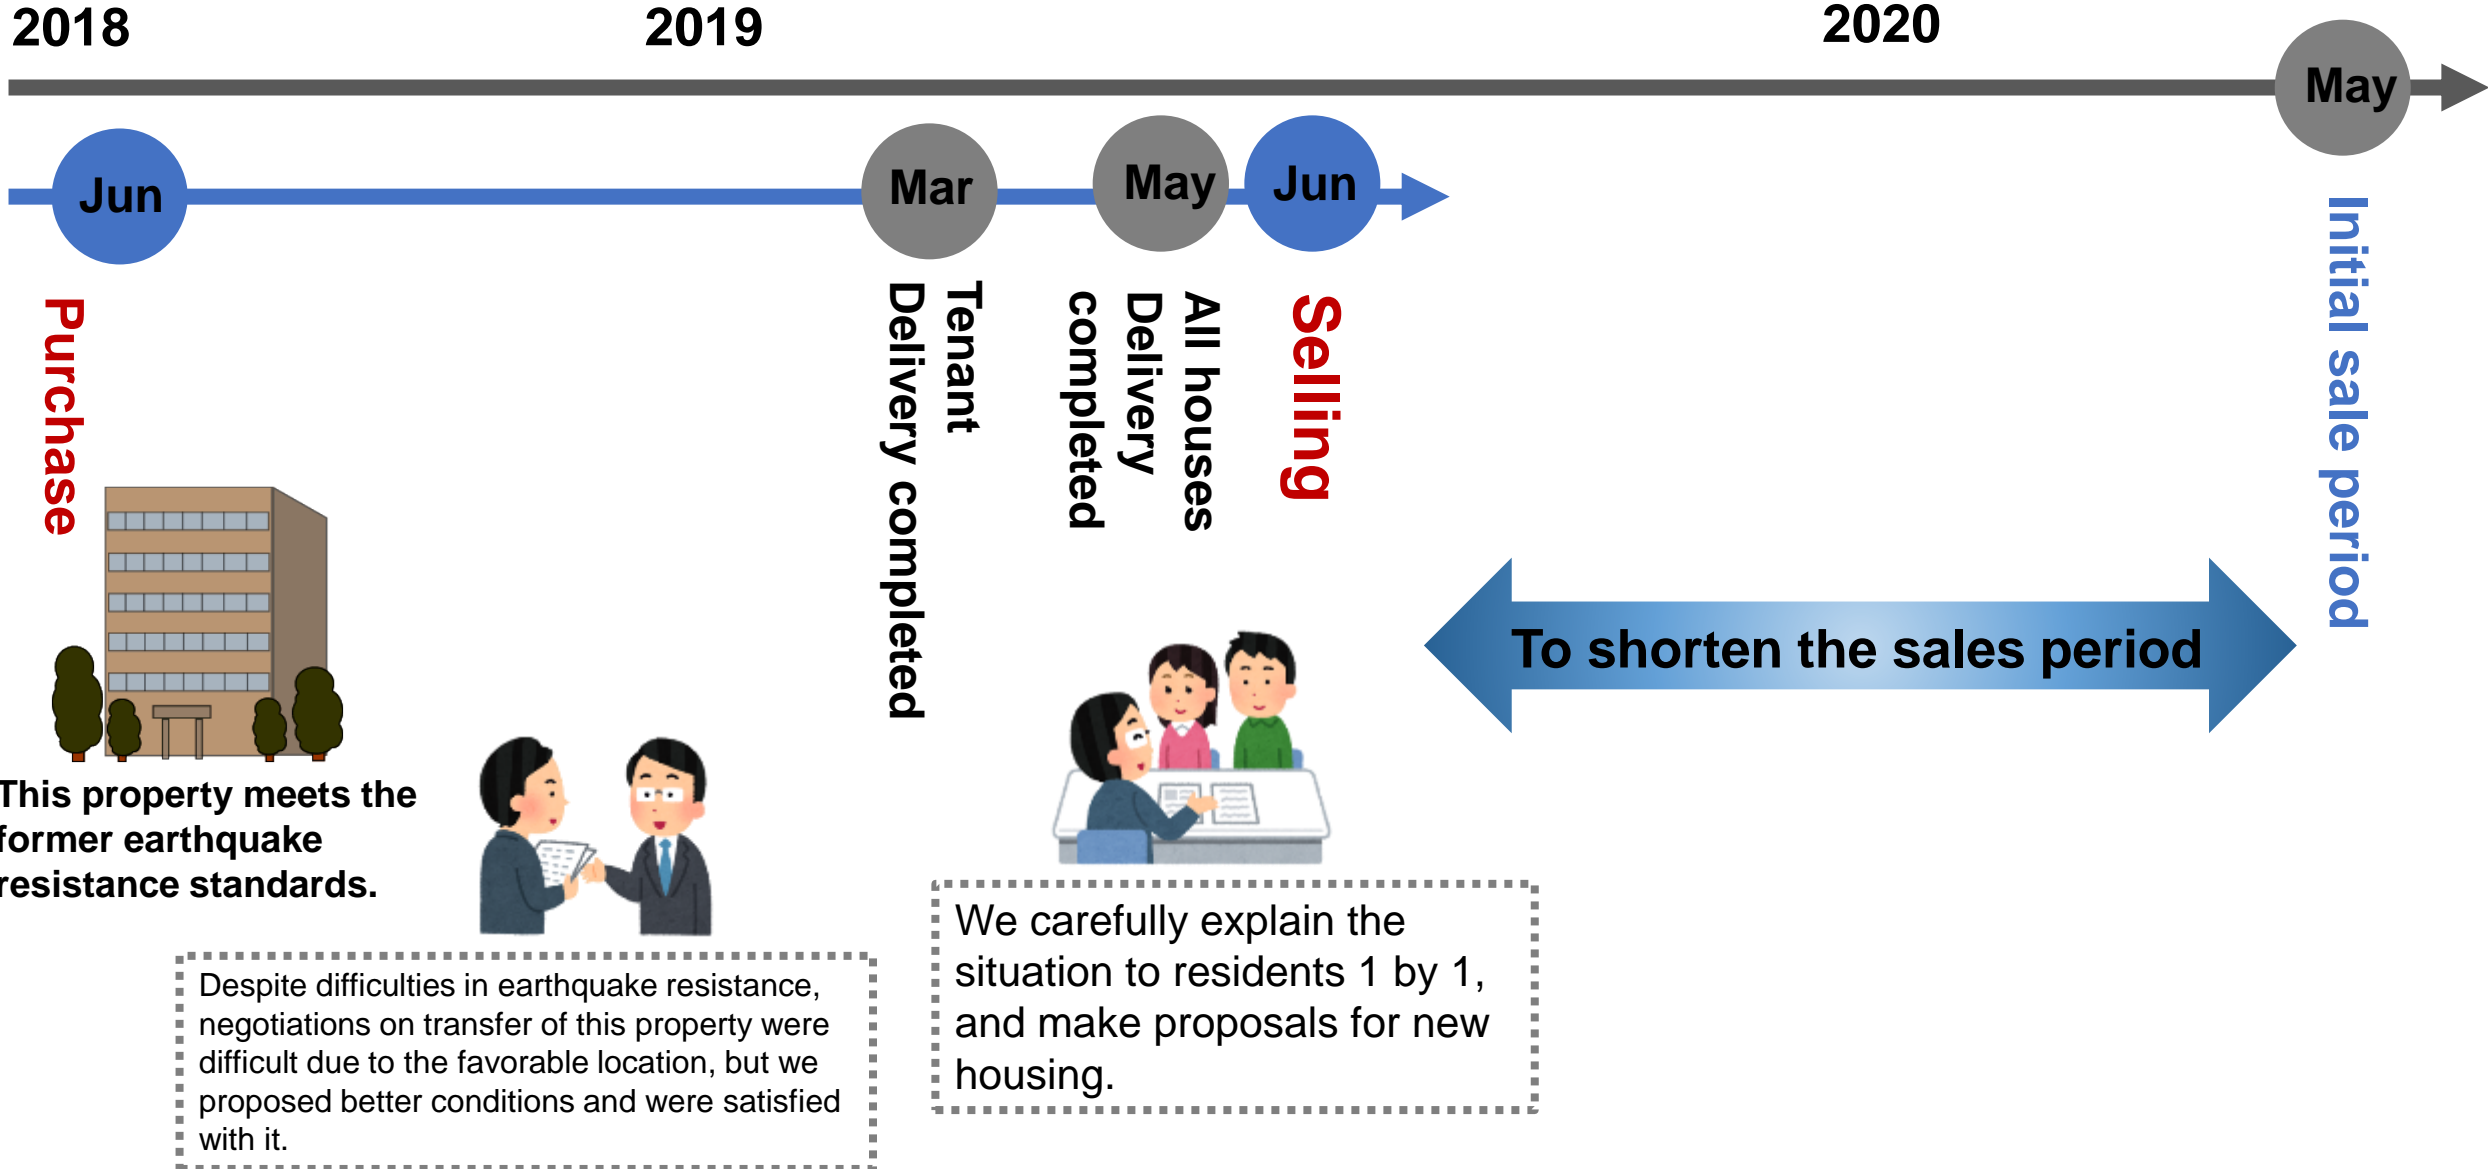 2018
2019
2020
May
Jun
Mar
May
Jun
Purchase
Tenant
Delivery completed
All houses
Delivery
completed
Selling
Initial sale period
To shorten the sales period
This property meets the
former earthquake
resistance standards.
Despite difficulties in earthquake resistance,
negotiations on transfer of this property were
difficult due to the favorable location, but we
proposed better conditions and were satisfied
with it.
We carefully explain the
situation to residents 1 by 1,
and make proposals for new
housing.